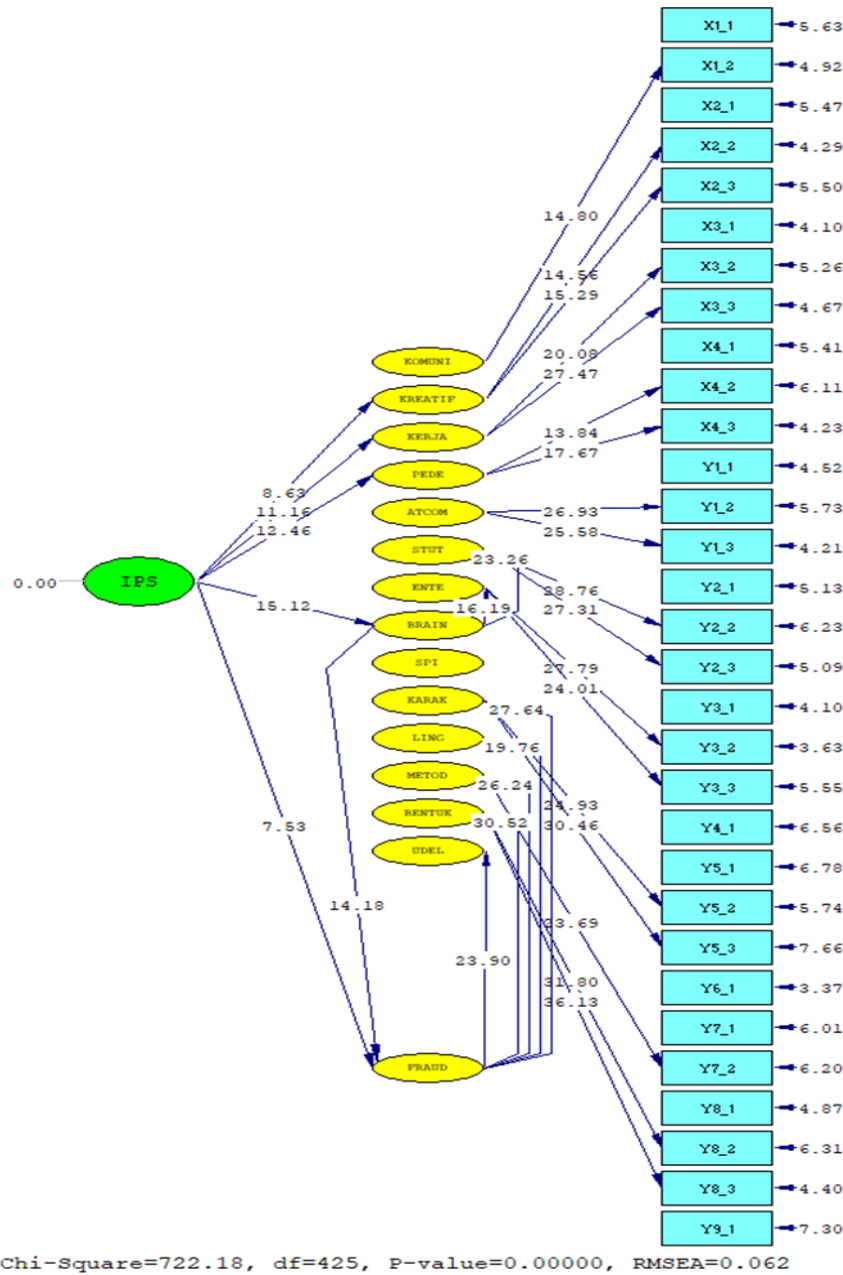 X1_1 5.63
X1_2 4.92
X2_1 5.47
X2_2 4.29
X2_3 5.50
14.80
X3_1 4.10
X3_2 5.26
14.56
15.29
X3_3 4.67
X4_1 5.41
20.08
KOMUNI
27.47
X4_2 6.11
KREATIF
X4_3 4.23
13.84
KERJA
17.67
Y1_1 4.52
PEDE
8.63
11.16
12.46
Y1_2 5.73
ATCOM 26.93
25.58
Y1_3 4.21
STUT
23.26
0.00 IPS
Y2_1 5.13
ENTE
28.76
15.12
16.19
27.31
BRAIN
Y2_2 6.23
SPI
Y2_3 5.09
27.79
24.01
KARAK
Y3_1 4.10
27.64
LING
19.76
Y3_2 3.63
METOD
26.24
Y3_3 5.55
24.93
BENTUK
30.52
30.46
7.53
Y4_1 6.56
UDEL
Y5_1 6.78
14.18
Y5_2 5.74
23.69
Y5_3 7.66
23.90
31.80
Y6_1 3.37
36.13
Y7_1 6.01
FRAUD
Y7_2 6.20
Y8_1 4.87
Y8_2 6.31
Y8_3 4.40
Y9_1 7.30
Chi-Square=722.18, df=425, P-value=0.00000, RMSEA=0.062